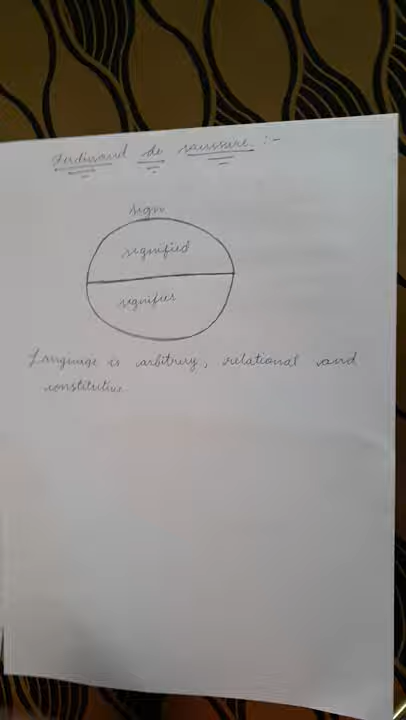 Ferdinand de saussure :-
sign
signified
signifier
Language is arbitrary, relational and
constitutive